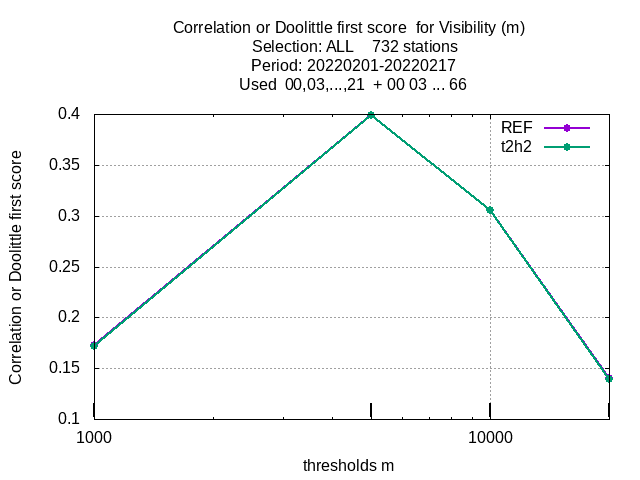 Correlation or Doolittle first score  for Visibility (m)
Selection: ALL    732 stations
Period: 20220201-20220217
Used  00,03,...,21  + 00 03 ... 66
REF
t2h2
Correlation or Doolittle first score
0.4
0.35
0.3
0.25
0.2
0.15
0.1
1000
10000
thresholds m